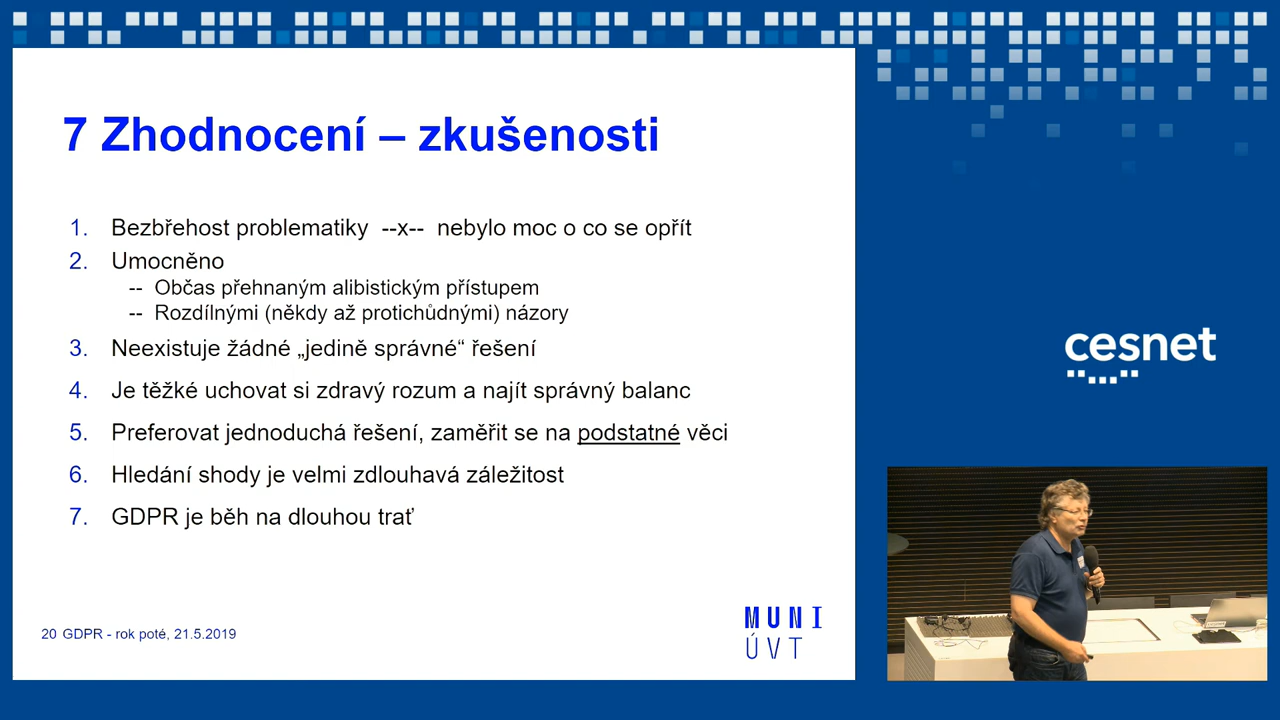 7 Zhodnocení – zkušenosti
1. Bezbřehost problematiky --x-- nebylo moc o co se opřít
2. Umocněno
-- Občas přehnaným alibistickým přístupem
-- Rozdílnými (někdy až protichůdnými) názory
3. Neexistuje žádné „jedině správné“ řešení
4. Je těžké uchovat si zdravý rozum a najít správný balanc
5. Preferovat jednoduchá řešení, zaměřit se na podstatné věci
6. Hledání shody je velmi zdlouhavá záležitost
7. GDPR je běh na dlouhou trať
20 GDPR - rok poté, 21.5.2019
MUNI
ÚVT
cesnet